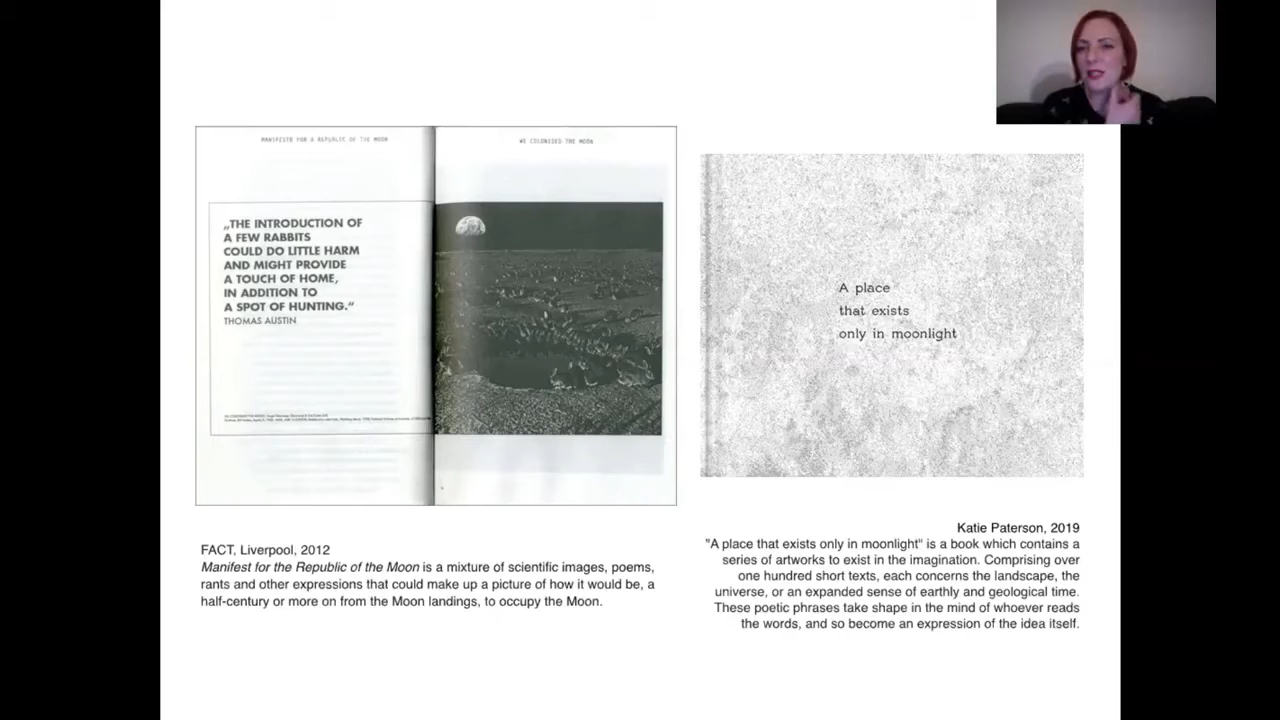 MANIFESTO FOR A REPUBLIC OF THE MOON
WE COLONISED THE MOON
„THE INTRODUCTION OF
A FEW RABBITS
COULD DO LITTLE HARM
AND MIGHT PROVIDE
A TOUCH OF HOME,
IN ADDITION TO
A SPOT OF HUNTING.“
THOMAS AUSTIN
A place
that exists
only in moonlight
FACT, Liverpool, 2012
Manifest for the Republic of the Moon is a mixture of scientific images, poems,
rants and other expressions that could make up a picture of how it would be, a
half-century or more on from the Moon landings, to occupy the Moon.
Katie Paterson, 2019
"A place that exists only in moonlight" is a book which contains a
series of artworks to exist in the imagination. Comprising over
one hundred short texts, each concerns the landscape, the
universe, or an expanded sense of earthly and geological time.
These poetic phrases take shape in the mind of whoever reads
the words, and so become an expression of the idea itself.